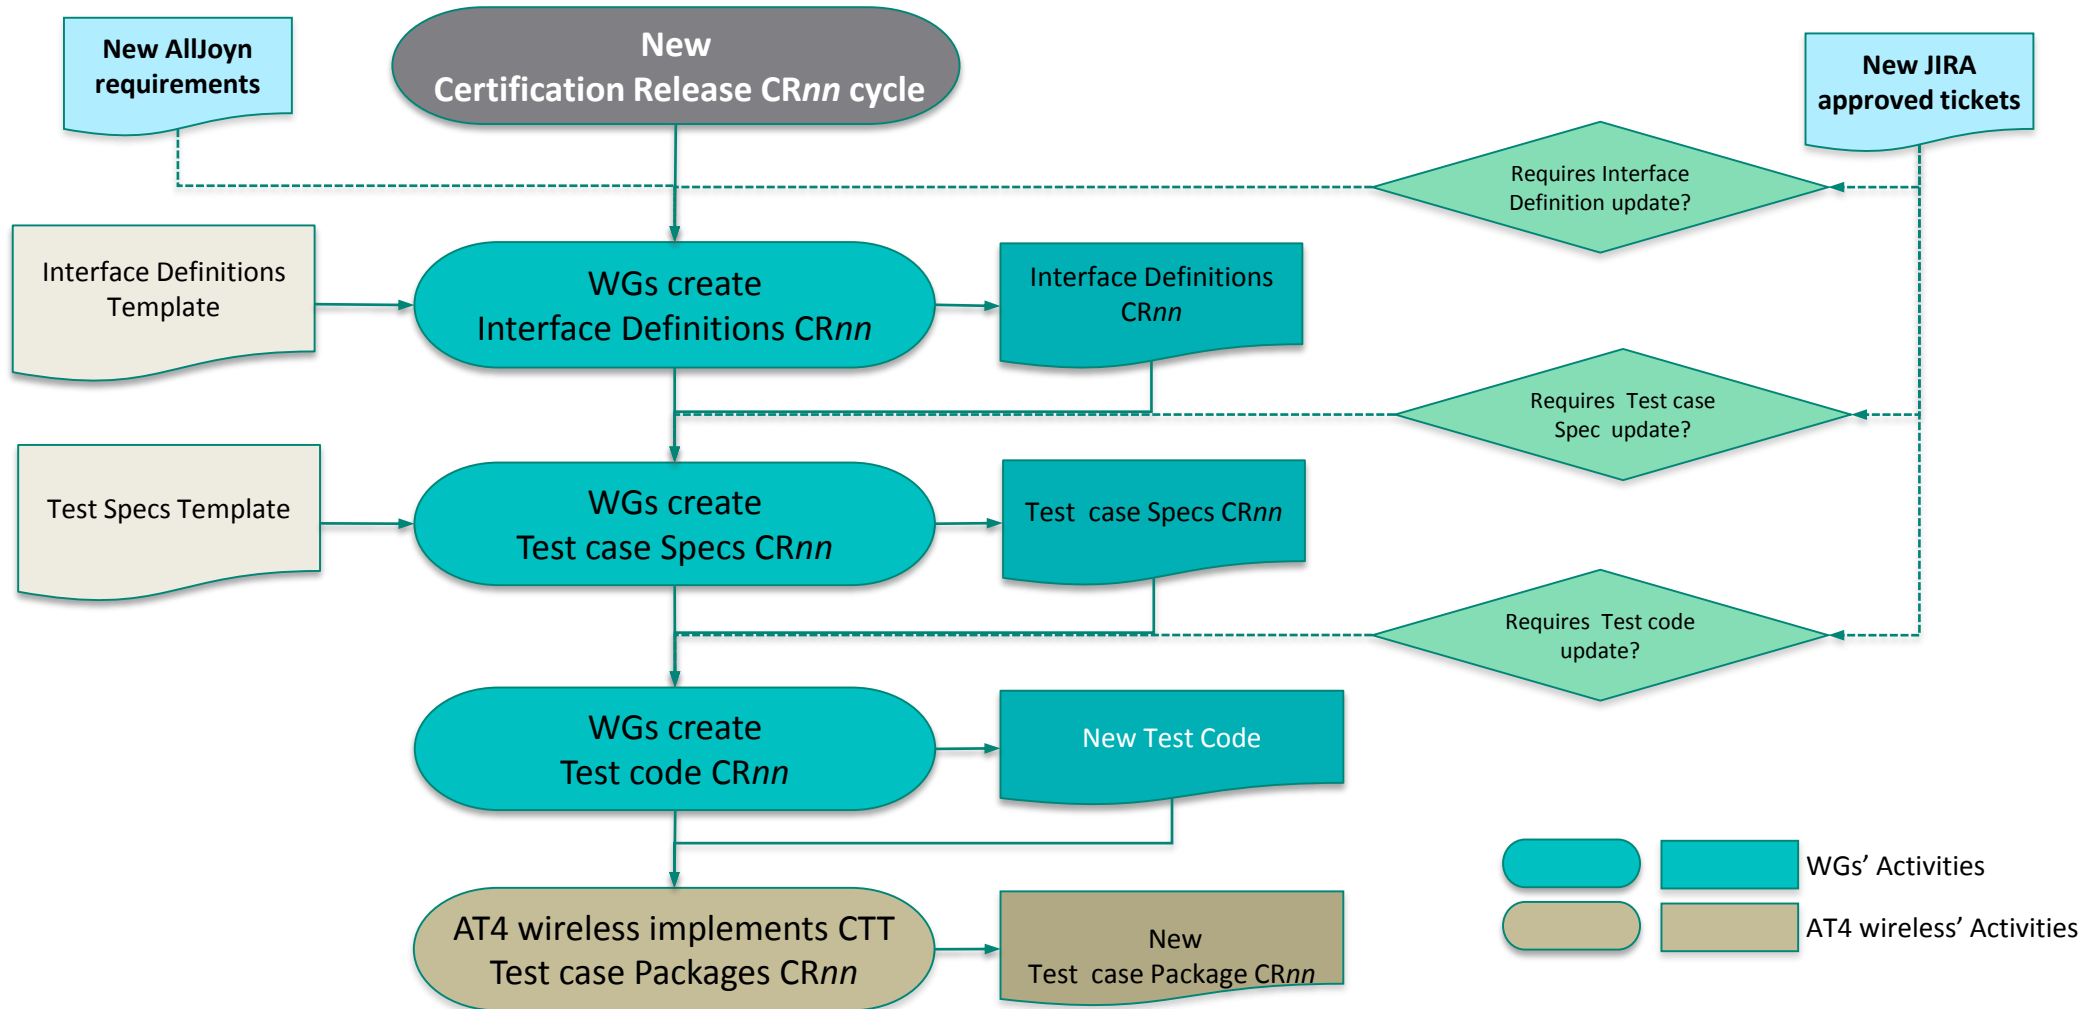 New AllJoyn
requirements
New
Certification Release CRnn cycle
New JIRA
approved tickets
Requires Interface
Definition update?
Interface Definitions
Template
WGs create
Interface Definitions CRnn
Interface Definitions
CRnn
Requires Test case
Spec update?
Test Specs Template
WGs create
Test case Specs CRnn
Test case Specs CRnn
Requires Test code
update?
WGs create
Test code CRnn
New Test Code
WGs’ Activities
AT4 wireless implements CTT
Test case Packages CRnn
New
Test case Package CRnn
AT4 wireless’ Activities